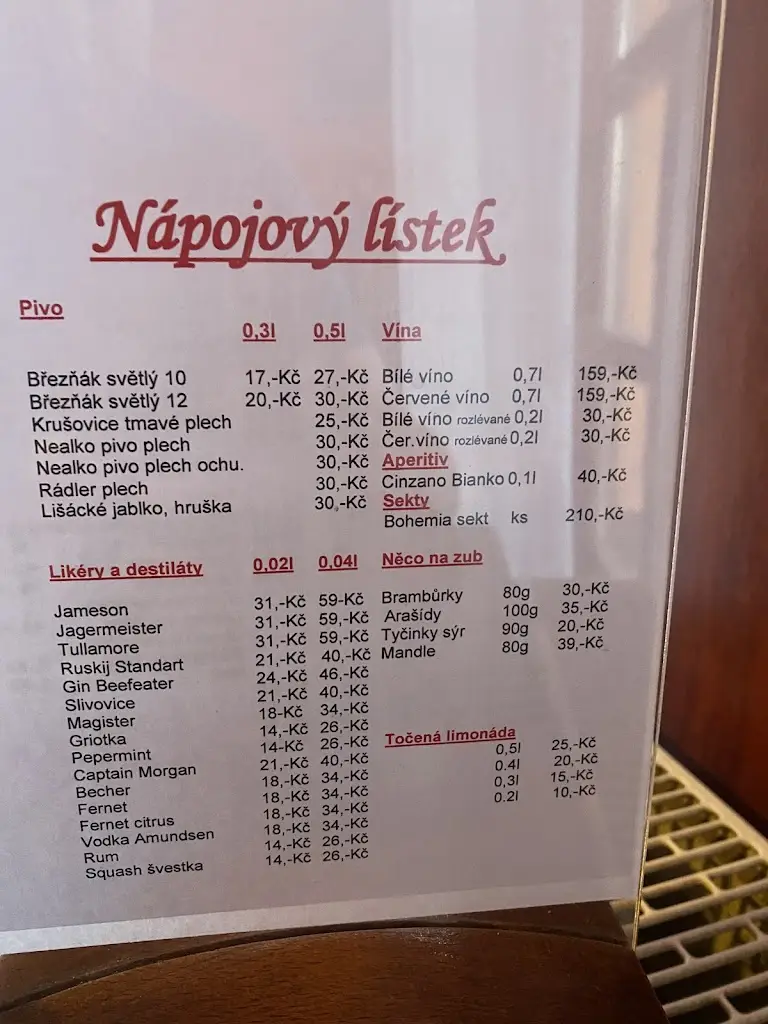 Nápojový lístek
Pivo
0,3l 0,5l
Březňák světlý 10 17,-Kč 27,-Kč
Březňák světlý 12 20,-Kč 30,-Kč
Krušovice tmavé plech 25,-Kč
Nealko pivo plech 30,-Kč
Nealko pivo plech ochu. 30,-Kč
Rádler plech 30,-Kč
Lišácké jablko, hruška 30,-Kč
Likéry a destiláty 0,02l 0,04l
Jameson 31,-Kč 59-Kč
Jagermeister 31,-Kč 59,-Kč
Tullamore 31,-Kč 59,-Kč
Ruskij Standart 21,-Kč 40,-Kč
Gin Beefeater 24,-Kč 46,-Kč
Slivovice 21,-Kč 40,-Kč
Magister 18-Kč 34,-Kč
Griotka 14,-Kč 26,-Kč
Pepermint 14-Kč 26,-Kč
Captain Morgan 21,-Kč 40,-Kč
Becher 18,-Kč 34,-Kč
Fernet 18,-Kč 34,-Kč
Fernet citrus 18,-Kč 34,-Kč
Vodka Amundsen 18,-Kč 34,-Kč
Rum 14,-Kč 26,-Kč
Squash švestka 14,-Kč 26,-Kč
Vína
Bílé víno 0,7l 159,-Kč
Červené víno 0,7l 159,-Kč
Bílé víno rozlévané 0,2l 30,-Kč
Čer.víno rozlévané 0,2l 30,-Kč
Aperitiv
Cinzano Bianko 0,1l 40,-Kč
Sekty
Bohemia sekt ks 210,-Kč
Něco na zub
Brambůrky 80g 30,-Kč
Arašídy 100g 35,-Kč
Tyčinky sýr 90g 20,-Kč
Mandle 80g 39,-Kč
Točená limonáda
0,5l 25,-Kč
0.4l 20,-Kč
0,3l 15,-Kč
0.2l 10,-Kč